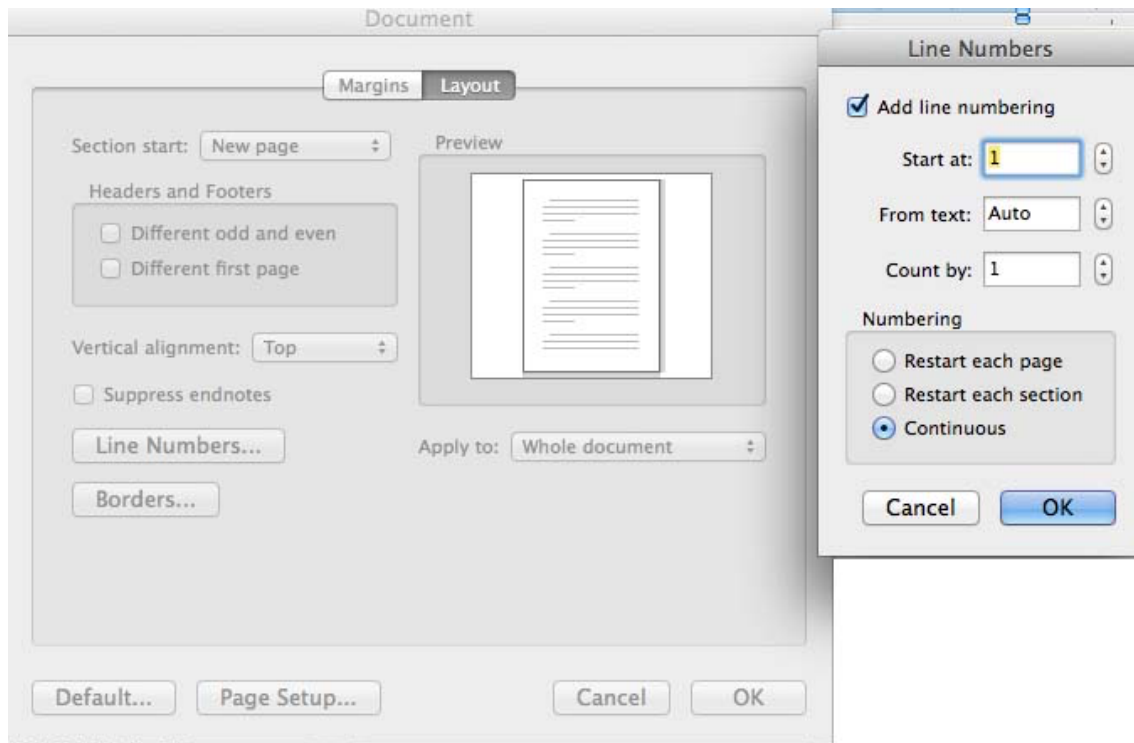 Document
Margins
Layout
Section start: New page
Headers and Footers
Different odd and even
Different first page
Vertical alignment: Top
Suppress endnotes
Line Numbers...
Borders...
Preview
Apply to: Whole document
Default...
Page Setup...
Cancel
OK
Line Numbers
Add line numbering
Start at: 1
From text: Auto
Count by: 1
Numbering
Restart each page
Restart each section
Continuous
Cancel
OK